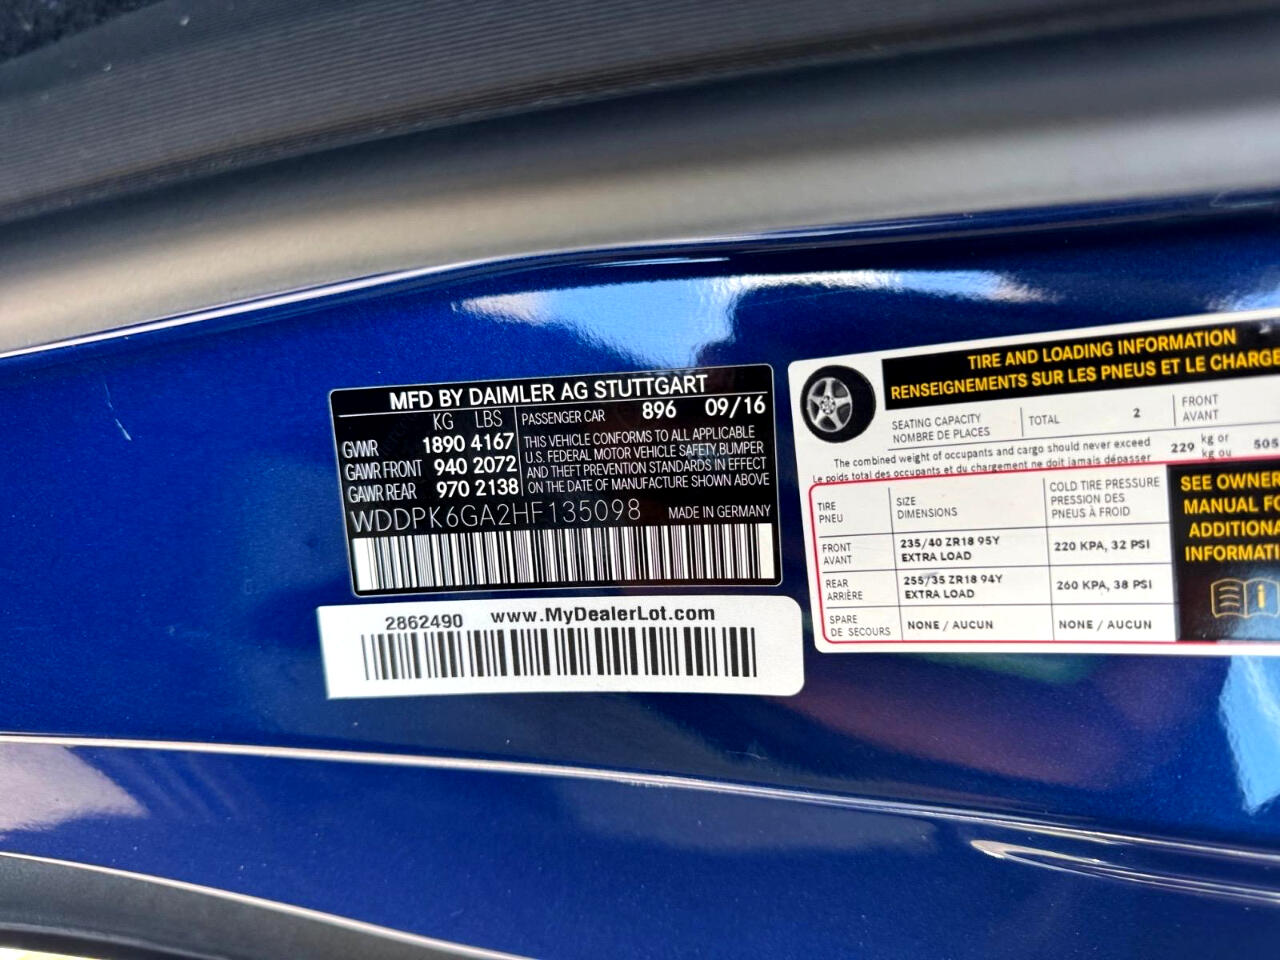 MFD BY DAIMLER AG STUTTGART
KG LBS
GVWR 1890 4167
GAWR FRONT 940 2072
GAWR REAR 970 2138
PASSENGER CAR 896 09/16
THIS VEHICLE CONFORMS TO ALL APPLICABLE
U.S. FEDERAL MOTOR VEHICLE SAFETY,BUMPER
AND THEFT PREVENTION STANDARDS IN EFFECT
ON THE DATE OF MANUFACTURE SHOWN ABOVE
WDDPK6GA2HF135098 MADE IN GERMANY
2862490 www.MyDealerLot.com
TIRE AND LOADING INFORMATION
RENSEIGNEMENTS SUR LES PNEUS ET LE CHARGE
SEATING CAPACITY
NOMBRE DE PLACES
TOTAL 2
FRONT
AVANT
The combined weight of occupants and cargo should never exceed
Le poids total des occupants et du chargement ne doit jamais dépasser
229 kg or
kg ou
505
TIRE
PNEU
SIZE
DIMENSIONS
COLD TIRE PRESSURE
PRESSION DES
PNEUS À FROID
FRONT
AVANT
235/40 ZR18 95Y
EXTRA LOAD
220 KPA, 32 PSI
REAR
ARRIÈRE
255/35 ZR18 94Y
EXTRA LOAD
260 KPA, 38 PSI
SPARE
DE SECOURS
NONE / AUCUN
NONE / AUCUN
SEE OWNER
MANUAL FO
ADDITIONA
INFORMATI